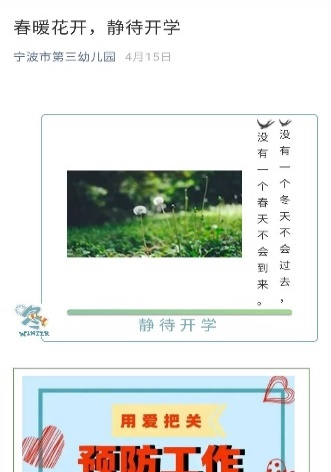 春暖花开，静待开学
宁波市第三幼儿园 4月15日
没有一个冬天不会过去，
没有一个春天不会到来。
WINTER
静待开学
用爱把关
预防工作